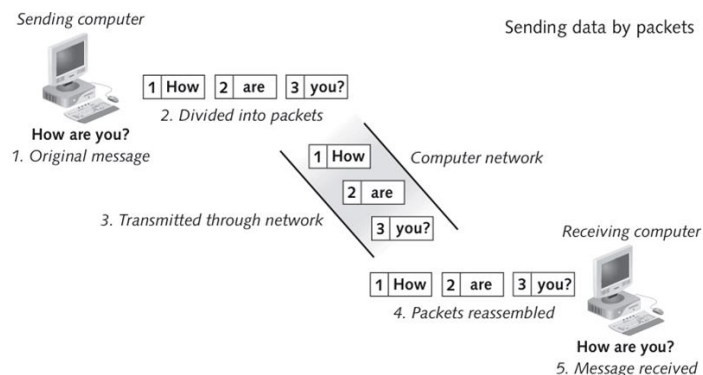 Sending computer
Sending data by packets
1 How 2 are 3 you?
2. Divided into packets
How are you?
1. Original message
1 How
Computer network
2 are
3. Transmitted through network
3 you?
Receiving computer
1 How 2 are 3 you?
4. Packets reassembled
How are you?
5. Message received